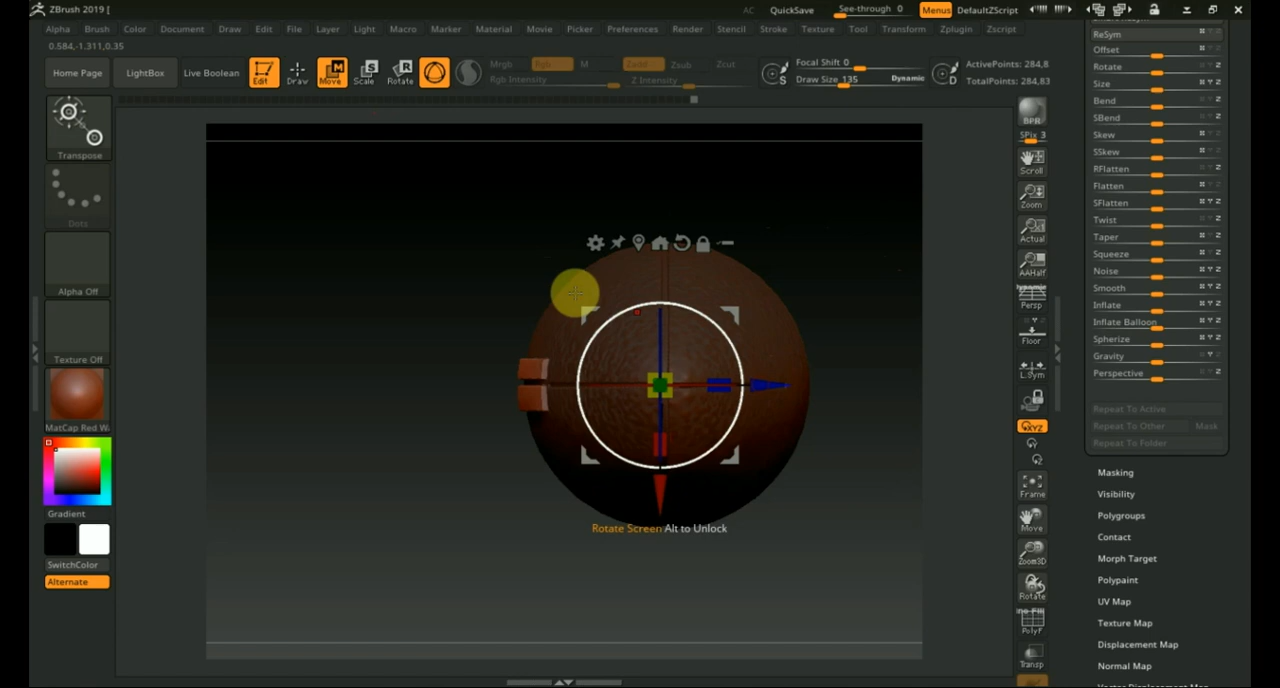 ZBrush 2019 [
AC QuickSave See-through 0 Menus DefaultZScript
Alpha Brush Color Document Draw Edit File Layer Light Macro Marker Material Movie Picker Preferences Render Stencil Stroke Texture Tool Transform Zplugin Zscript
0.584,-1.311,0.35
Home Page LightBox Live Boolean Edit Draw Move Scale Rotate
Mrgb Rgb M Zadd Zsub Zcut
Rgb Intensity Z Intensity
Focal Shift 0
Draw Size 135 Dynamic
S D
ActivePoints: 284,8
TotalPoints: 284,83
Transpose
Dots
Alpha Off
Texture Off
MatCap Red Wa
Gradient
SwitchColor
Alternate
Rotate Screen Alt to Unlock
BPR
SPix 3
Scroll
Zoom
Actual
AAHalf
Dynamic
Persp
Floor
L.Sym
XYZ
Frame
Move
Zoom3D
Rotate
PolyF
Transp
ReSym
Offset
Rotate
Size
Bend
SBend
Skew
SSkew
RFlatten
Flatten
SFlatten
Twist
Taper
Squeeze
Noise
Smooth
Inflate
Inflate Balloon
Spherize
Gravity
Perspective
Repeat To Active
Repeat To Other Mask
Repeat To Folder
Masking
Visibility
Polygroups
Contact
Morph Target
Polypaint
UV Map
Texture Map
Displacement Map
Normal Map
Vector Displacement Map